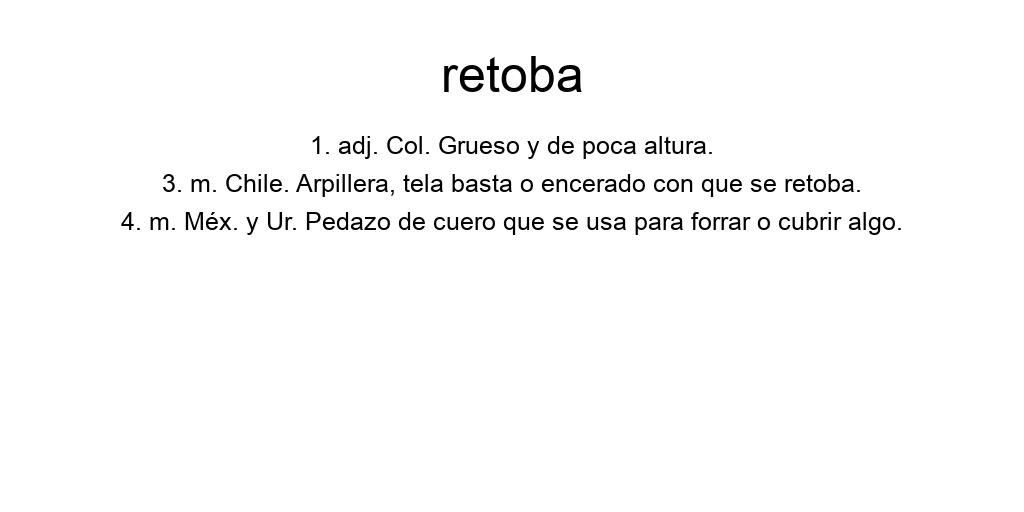 retoba
1. adj. Col. Grueso y de poca altura.
3. m. Chile. Arpillera, tela basta o encerado con que se retoba.
4. m. Méx. y Ur. Pedazo de cuero que se usa para forrar o cubrir algo.